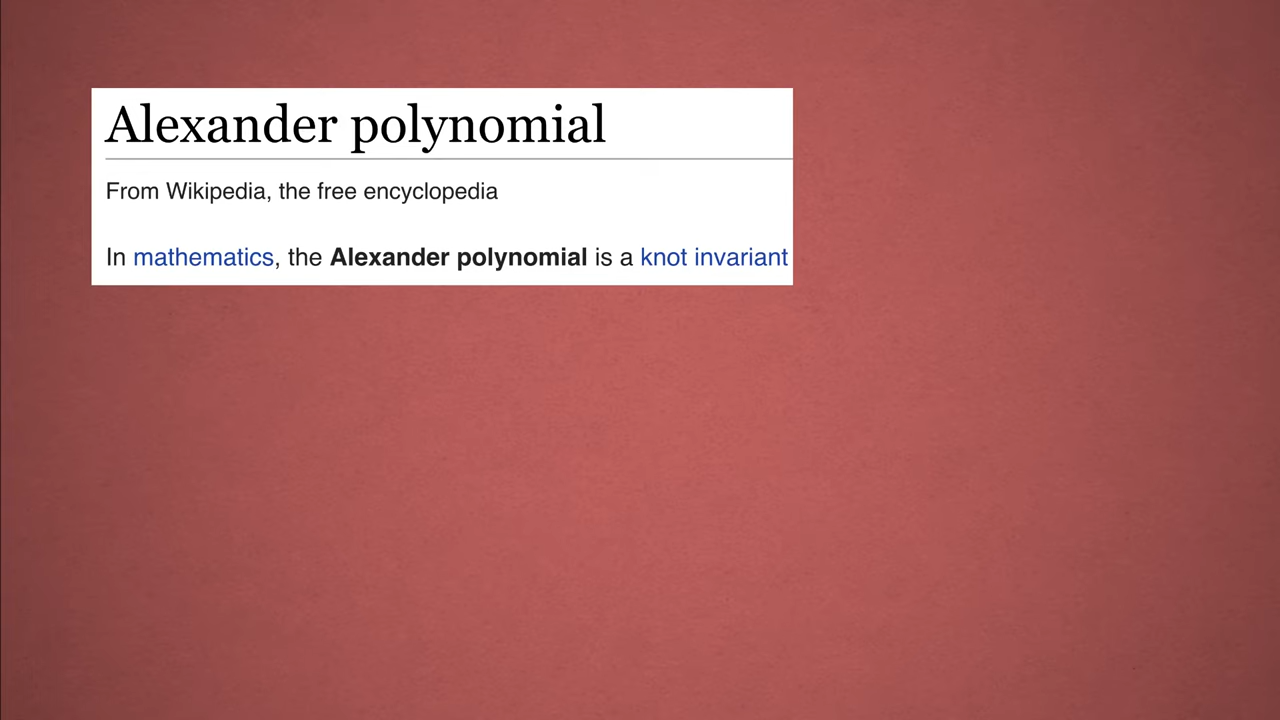 Alexander polynomial
From Wikipedia, the free encyclopedia
In mathematics, the Alexander polynomial is a knot invariant